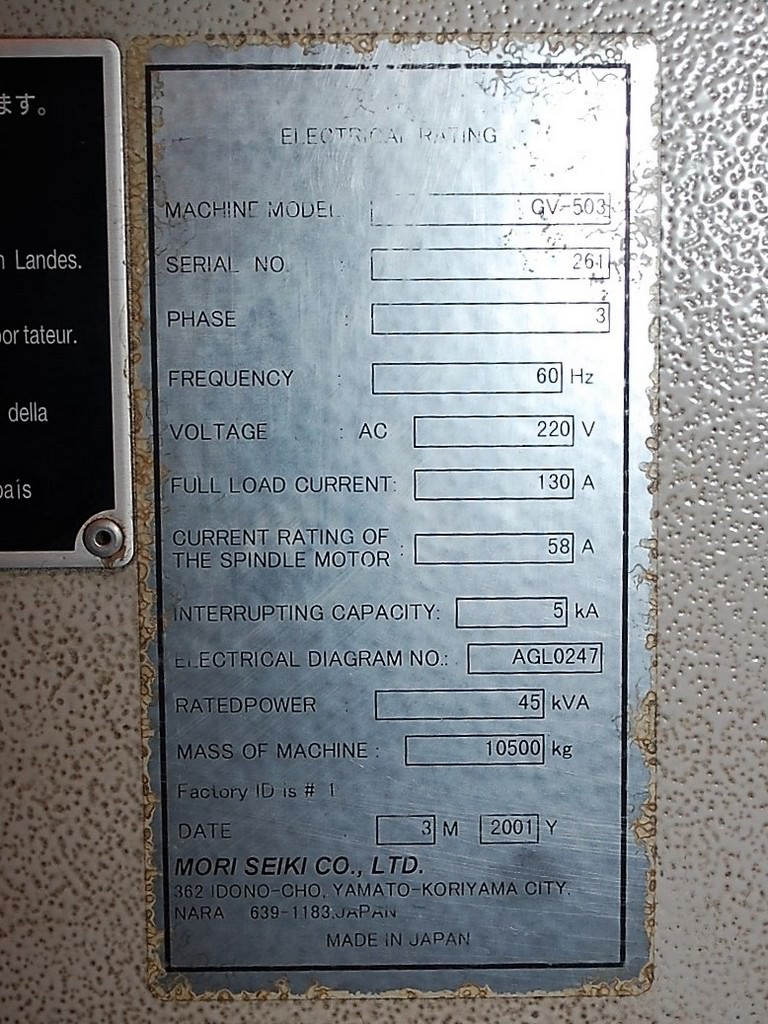 ます。
Landes.
tateur.
della
ELECTRICAL RATING
MACHINE MODEL GV-503
SERIAL NO. : 261
PHASE : 3
FREQUENCY : 60 Hz
VOLTAGE : AC 220 V
FULL LOAD CURRENT: 130 A
CURRENT RATING OF
THE SPINDLE MOTOR : 58 A
INTERRUPTING CAPACITY: 5 kA
ELECTRICAL DIAGRAM NO.: AGL0247
RATEDPOWER : 45 kVA
MASS OF MACHINE : 10500 kg
Factory ID is # 1
DATE : 3 M 2001 Y
MORI SEIKI CO., LTD.
362 IDONO-CHO, YAMATO-KORIYAMA CITY,
NARA 639-1183,JAPAN
MADE IN JAPAN